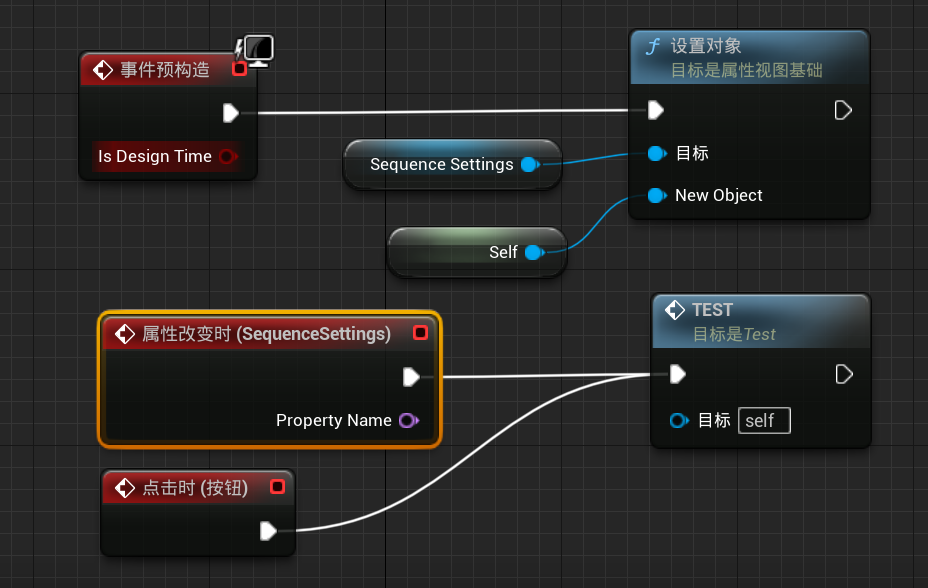 事件预构造
Is Design Time
设置对象
目标是属性视图基础
Sequence Settings
目标
New Object
Self
属性改变时 (SequenceSettings)
Property Name
TEST
目标是Test
目标 self
点击时 (按钮)